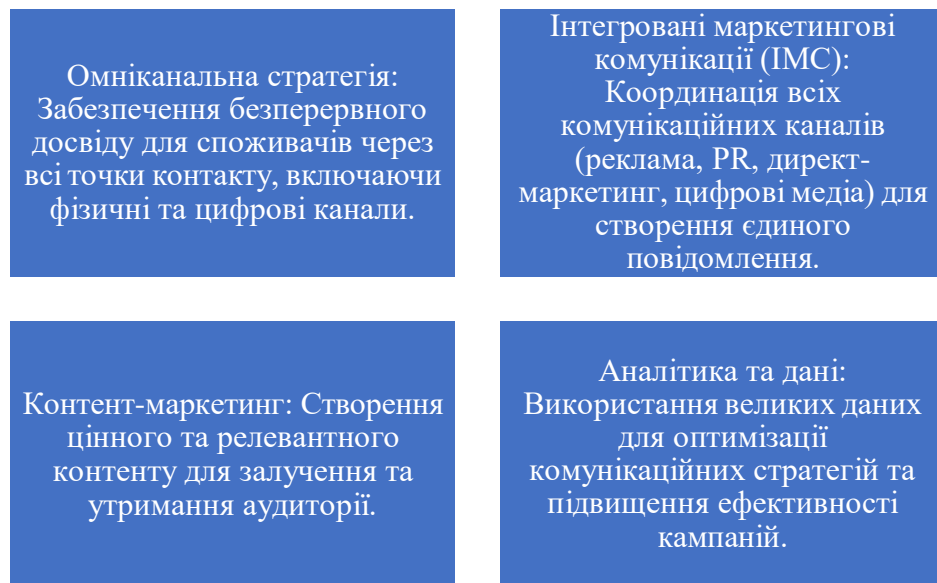 Омніканальна стратегія:
Забезпечення безперервного
досвіду для споживачів через
всі точки контакту, включаючи
фізичні та цифрові канали.
Інтегровані маркетингові
комунікації (ІМС):
Координація всіх
комунікаційних каналів
(реклама, PR, директ-
маркетинг, цифрові медіа) для
створення єдиного
повідомлення.
Контент-маркетинг: Створення
цінного та релевантного
контенту для залучення та
утримання аудиторії.
Аналітика та дані:
Використання великих даних
для оптимізації
комунікаційних стратегій та
підвищення ефективності
кампаній.